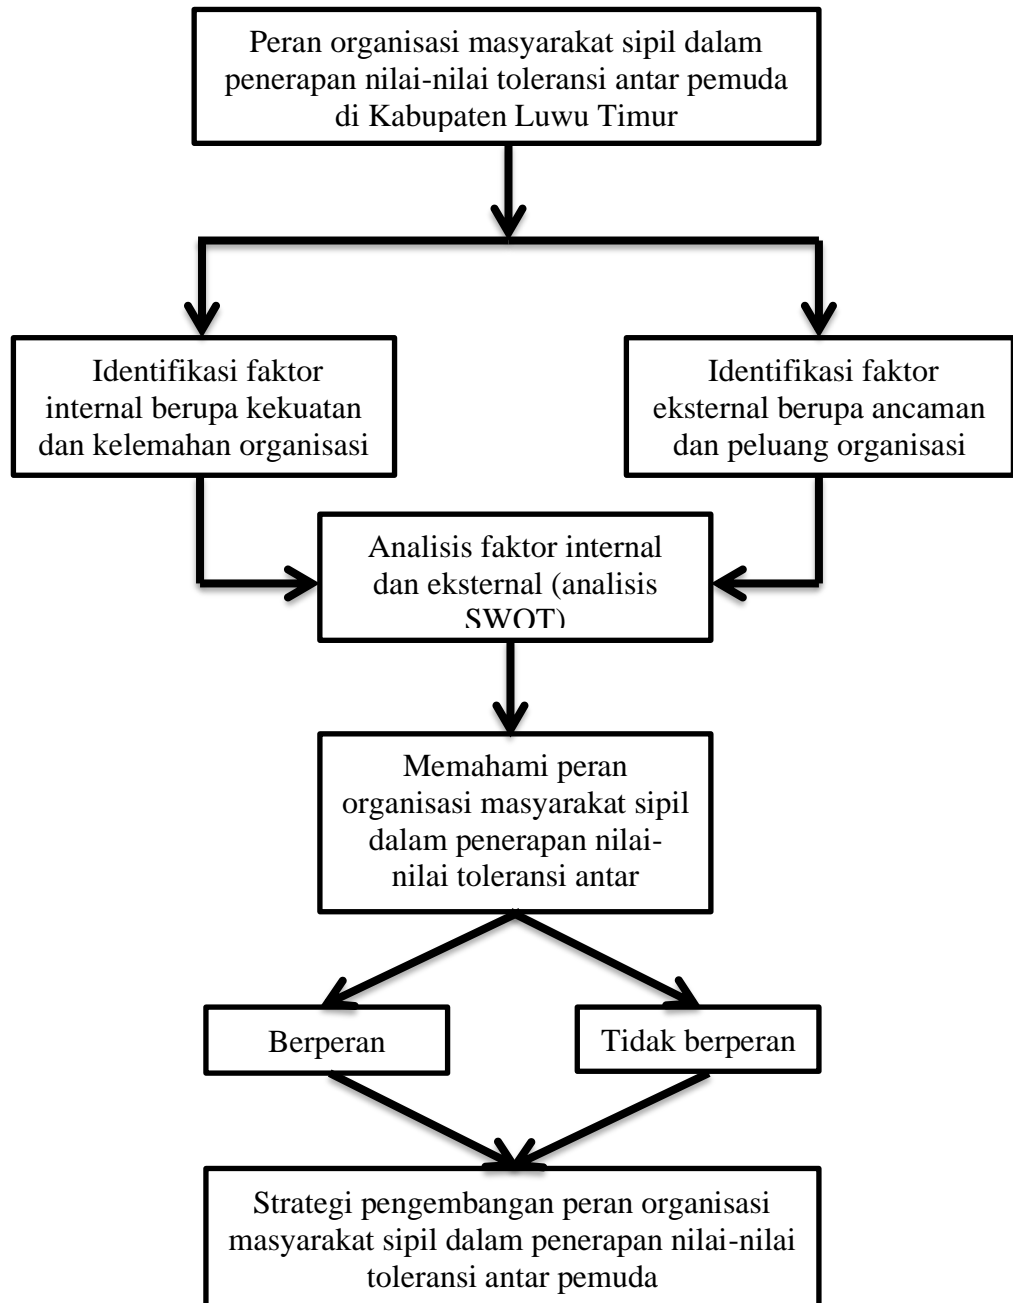 Peran organisasi masyarakat sipil dalam
penerapan nilai-nilai toleransi antar pemuda
di Kabupaten Luwu Timur
Identifikasi faktor
internal berupa kekuatan
dan kelemahan organisasi
Identifikasi faktor
eksternal berupa ancaman
dan peluang organisasi
Analisis faktor internal
dan eksternal (analisis
SWOT)
Memahami peran
organisasi masyarakat sipil
dalam penerapan nilai-
nilai toleransi antar
Berperan
Tidak berperan
Strategi pengembangan peran organisasi
masyarakat sipil dalam penerapan nilai-nilai
toleransi antar pemuda